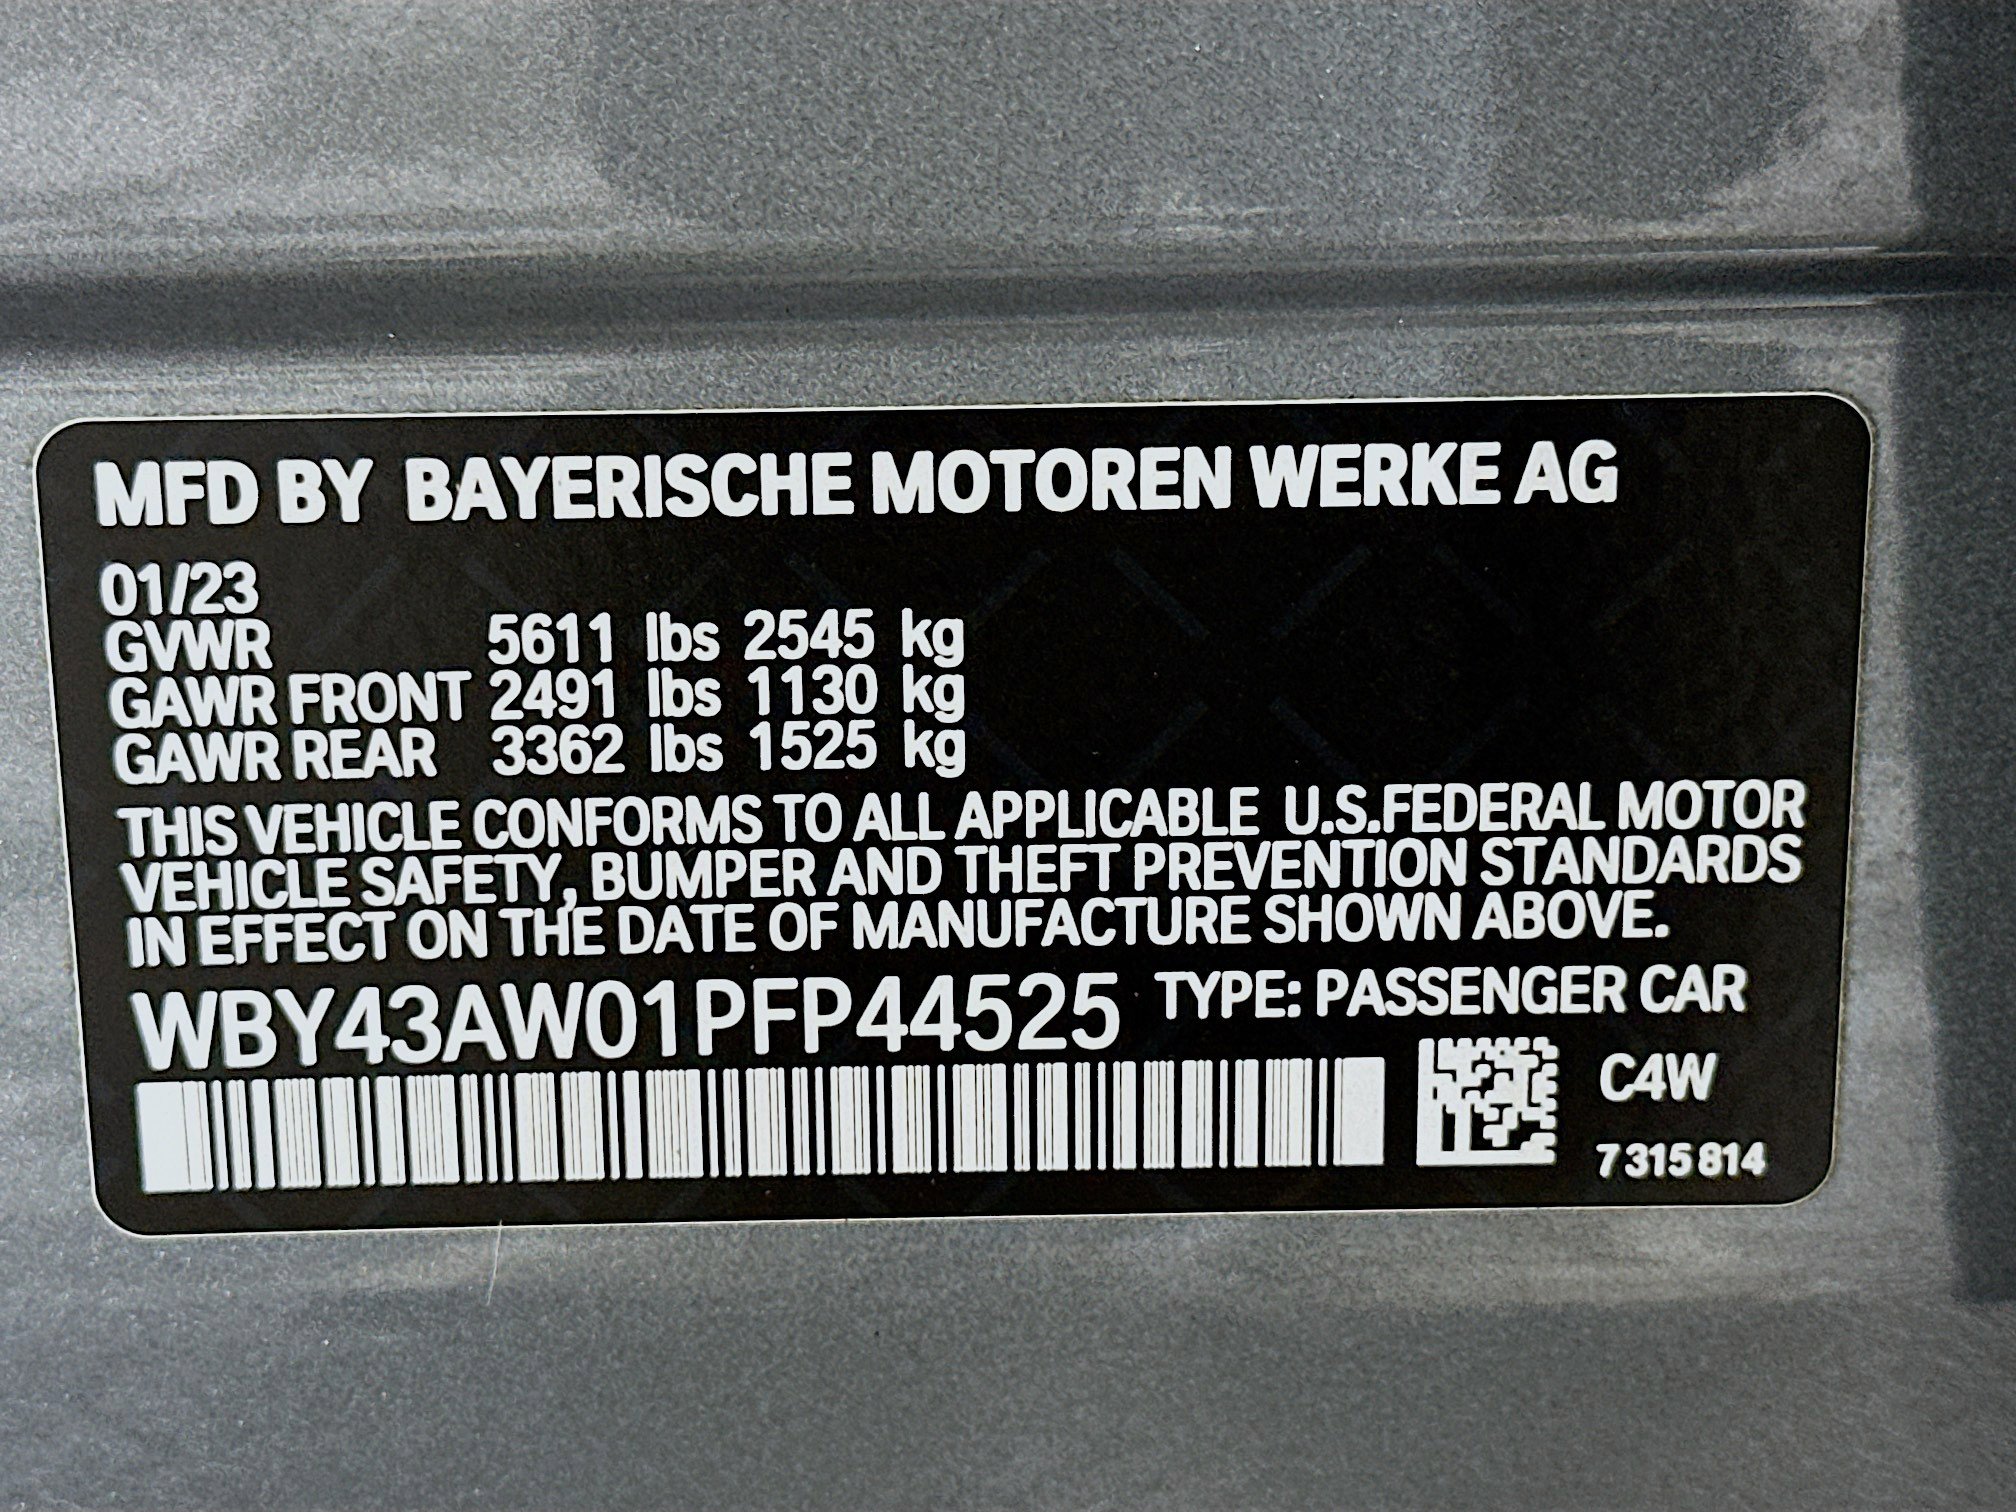 MFD BY BAYERISCHE MOTOREN WERKE AG
01/23
GVWR 5611 lbs 2545 kg
GAWR FRONT 2491 lbs 1130 kg
GAWR REAR 3362 lbs 1525 kg
THIS VEHICLE CONFORMS TO ALL APPLICABLE U.S.FEDERAL MOTOR
VEHICLE SAFETY, BUMPER AND THEFT PREVENTION STANDARDS
IN EFFECT ON THE DATE OF MANUFACTURE SHOWN ABOVE.
WBY43AW01PFP44525 TYPE: PASSENGER CAR
C4W
7 315 814